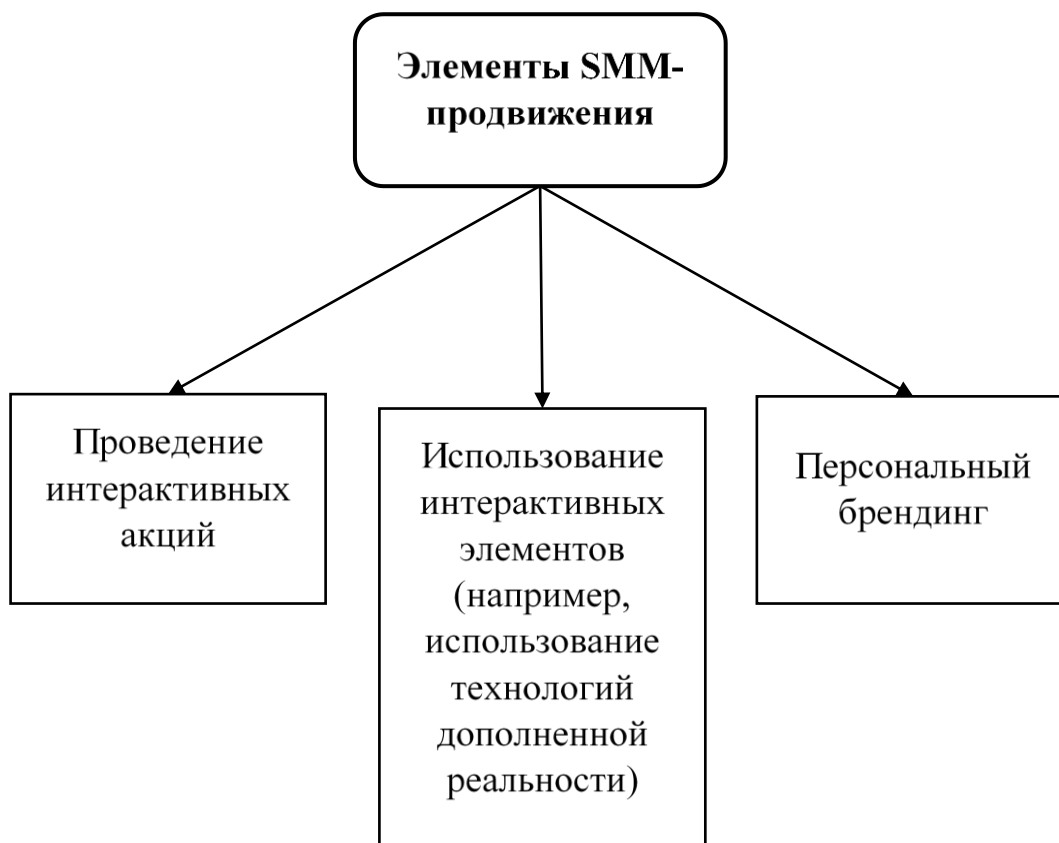 Элементы SMM-
продвижения
Проведение
интерактивных
акций
Использование
интерактивных
элементов
(например,
использование
технологий
дополненной
реальности)
Персональный
брендинг